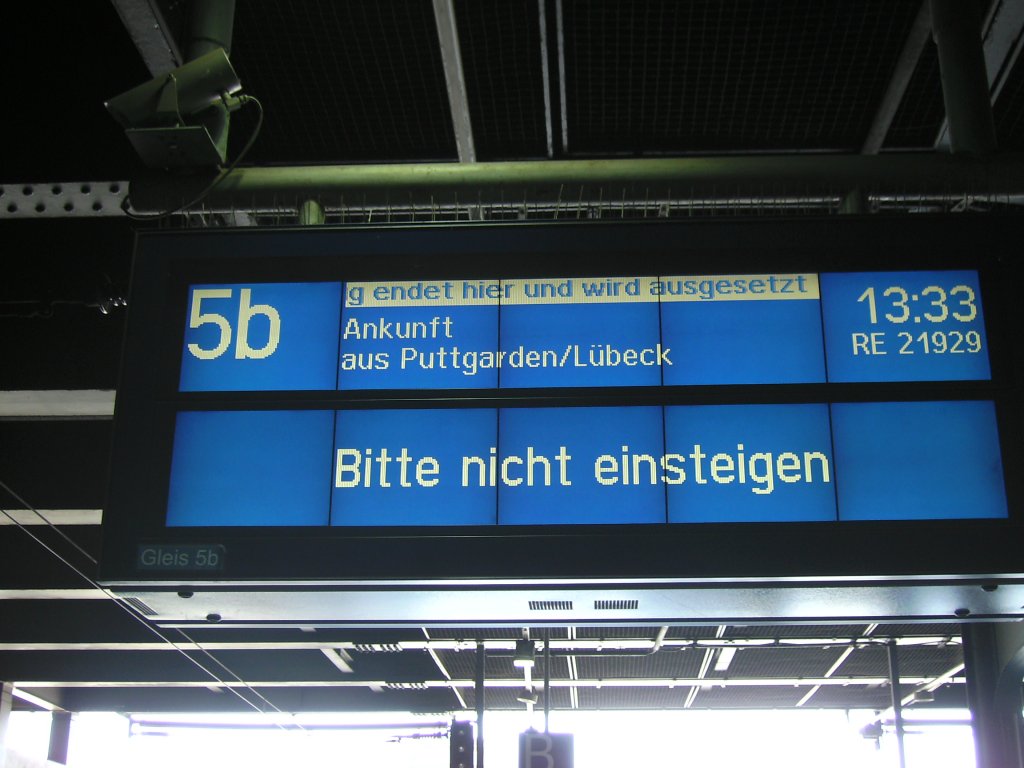 5b
g endet hier und wird ausgesetzt
13:33
Ankunft
RE 21929
aus Puttgarden/Lübeck
Bitte nicht einsteigen
Gleis 5b
B